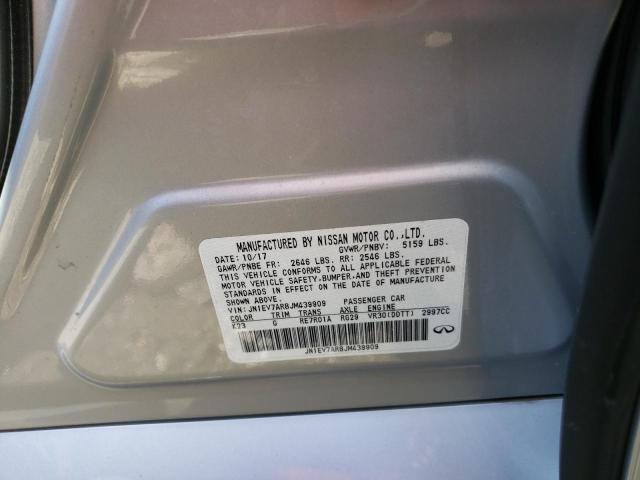 MANUFACTURED BY NISSAN MOTOR CO.,LTD.
DATE: 10/17 GVWR/PNBV: 5159 LBS.
GAWR/PNBE FR: 2646 LBS. RR: 2546 LBS.
THIS VEHICLE CONFORMS TO ALL APPLICABLE FEDERAL
MOTOR VEHICLE SAFETY,BUMPER,AND THEFT PREVENTION
STANDARDS IN EFFECT ON THE DATE OF MANUFACTURE
SHOWN ABOVE.
VIN: JN1EV7AR8JM439909 PASSENGER CAR
COLOR TRIM TRANS AXLE ENGINE
K23 G RE7R01A RG29 VR30(DDTT) 2997CC
JN1EV7AR8JM439909